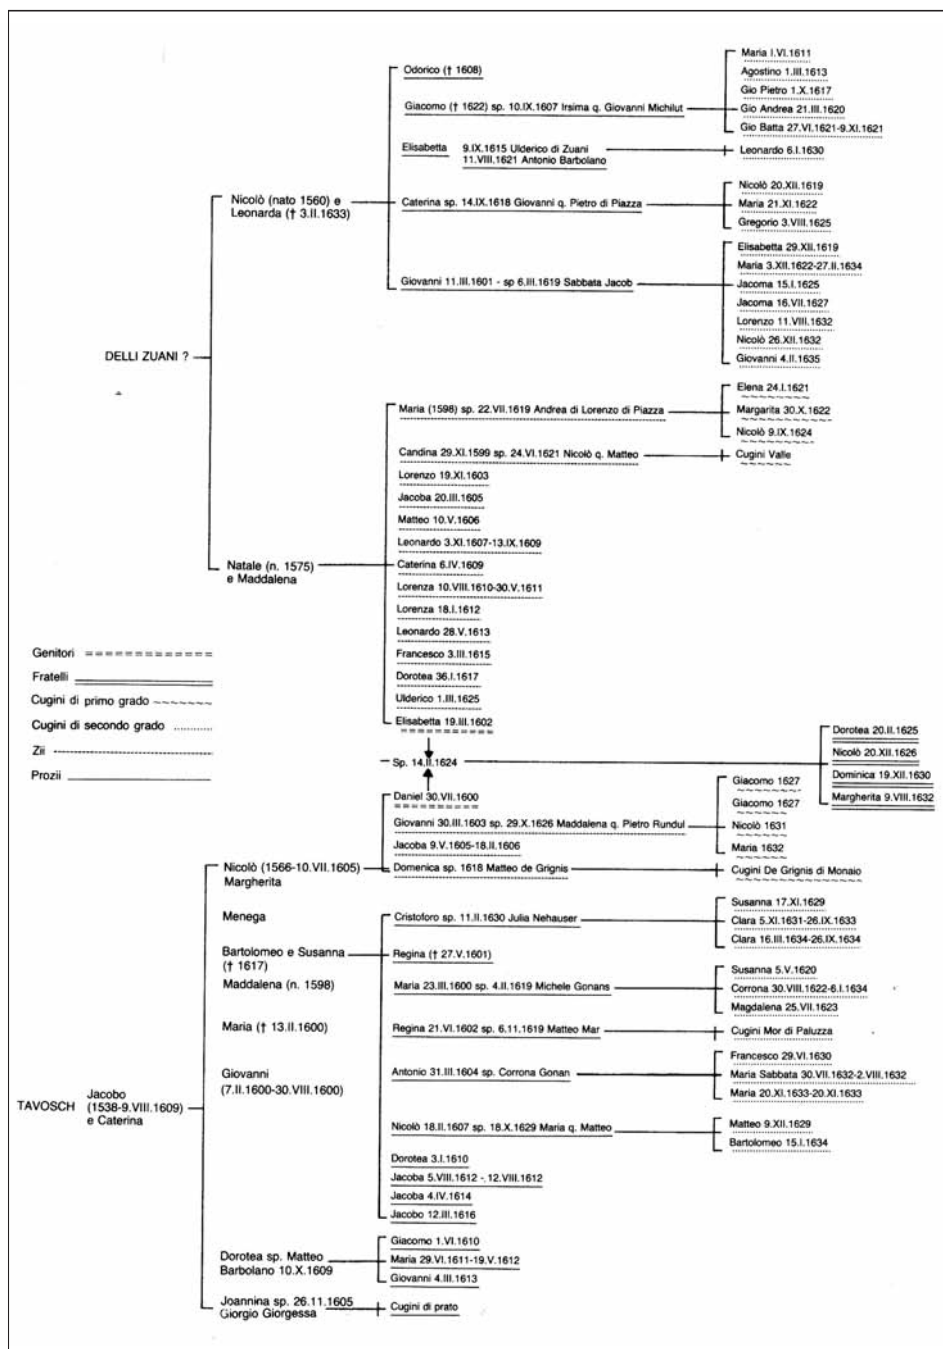 Odorico († 1608)
Giacomo († 1622) sp. 10.IX.1607 Irsima q. Giovanni Michilut
Maria I.VI.1611
Agostino 1.III.1613
Gio Pietro 1.X.1617
Gio Andrea 21.III.1620
Gio Batta 27.VI.1621-9.XI.1621
Elisabetta
9.IX.1615 Ulderico di Zuani
11.VIII.1621 Antonio Barbolano
Leonardo 6.I.1630
Nicolò (nato 1560) e
Leonarda († 3.II.1633)
Caterina sp. 14.IX.1618 Giovanni q. Pietro di Piazza
Nicolò 20.XII.1619
Maria 21.XI.1622
Gregorio 3.VIII.1625
Giovanni 11.III.1601 - sp 6.III.1619 Sabbata Jacob
Elisabetta 29.XII.1619
Maria 3.XII.1622-27.II.1634
Jacoma 15.I.1625
Jacoma 16.VII.1627
Lorenzo 11.VIII.1632
Nicolò 26.XII.1632
Giovanni 4.II.1635
DELLI ZUANI ?
Maria (1598) sp. 22.VII.1619 Andrea di Lorenzo di Piazza
Elena 24.I.1621
Margarita 30.X.1622
Nicolò 9.IX.1624
Candina 29.XI.1599 sp. 24.VI.1621 Nicolò q. Matteo
Cugini Valle
Lorenzo 19.XI.1603
Jacoba 20.III.1605
Matteo 10.V.1606
Leonardo 3.XI.1607-13.IX.1609
Natale (n. 1575)
e Maddalena
Caterina 6.IV.1609
Lorenza 10.VIII.1610-30.V.1611
Lorenza 18.I.1612
Leonardo 28.V.1613
Francesco 3.III.1615
Dorotea 36.I.1617
Ulderico 1.III.1625
Elisabetta 19.III.1602
Genitori
Fratelli
Cugini di primo grado
Cugini di secondo grado
Zii
Prozii
Sp. 14.II.1624
Dorotea 20.II.1625
Nicolò 20.XII.1626
Dominica 19.XII.1630
Margherita 9.VIII.1632
Daniel 30.VII.1600
Giovanni 30.III.1603 sp. 29.X.1626 Maddalena q. Pietro Rundul
Giacomo 1627
Giacomo 1627
Nicolò 1631
Maria 1632
Jacoba 9.V.1605-18.II.1606
Nicolò (1566-10.VII.1605)
Margherita
Domenica sp. 1618 Matteo de Grignis
Cugini De Grignis di Monaio
Menega
Cristoforo sp. 11.II.1630 Julia Nehauser
Susanna 17.XI.1629
Clara 5.XI.1631-26.IX.1633
Clara 16.III.1634-26.IX.1634
Bartolomeo e Susanna
(† 1617)
Regina († 27.V.1601)
Maddalena (n. 1598)
Maria 23.III.1600 sp. 4.II.1619 Michele Gonans
Susanna 5.V.1620
Corrona 30.VIII.1622-6.I.1634
Magdalena 25.VII.1623
Maria († 13.II.1600)
Regina 21.VI.1602 sp. 6.11.1619 Matteo Mar
Cugini Mor di Paluzza
Giovanni
(7.II.1600-30.VIII.1600)
Antonio 31.III.1604 sp. Corrona Gonan
Francesco 29.VI.1630
Maria Sabbata 30.VII.1632-2.VIII.1632
Maria 20.XI.1633-20.XI.1633
TAVOSCH
Jacobo
(1538-9.VIII.1609)
e Caterina
Nicolò 18.II.1607 sp. 18.X.1629 Maria q. Matteo
Matteo 9.XII.1629
Bartolomeo 15.I.1634
Dorotea 3.I.1610
Jacoba 5.VIII.1612 - 12.VIII.1612
Jacoba 4.IV.1614
Jacobo 12.III.1616
Dorotea sp. Matteo
Barbolano 10.X.1609
Giacomo 1.VI.1610
Maria 29.VI.1611-19.V.1612
Giovanni 4.III.1613
Joannina sp. 26.11.1605
Giorgio Giorgessa
Cugini di prato